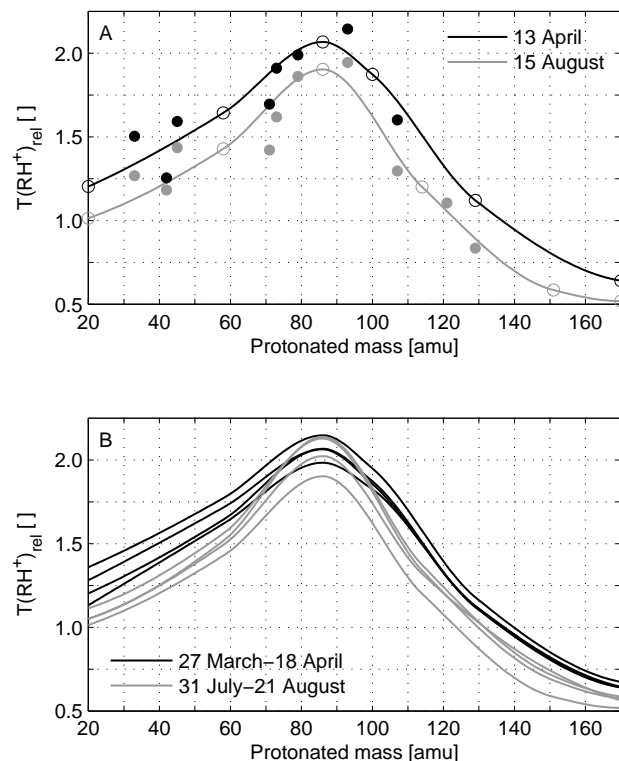 A
13 April
15 August
T(RH+)rel [ ]
2.0
1.5
1.0
0.5
20 40 60 80 100 120 140 160
Protonated mass [amu]
B
T(RH+)rel [ ]
2.0
1.5
1.0
0.5
27 March−18 April
31 July−21 August
20 40 60 80 100 120 140 160
Protonated mass [amu]